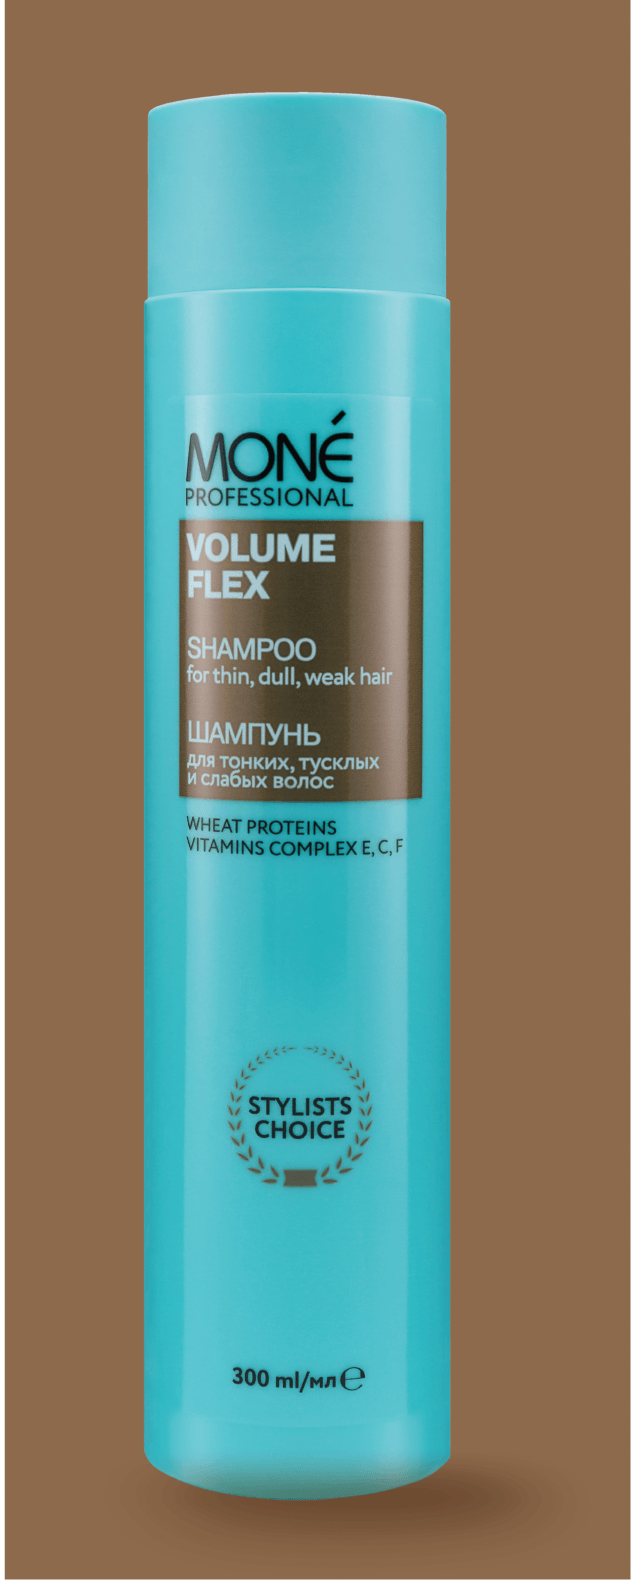 MONÉ
PROFESSIONAL
VOLUME
FLEX
SHAMPOO
for thin, dull, weak hair
ШАМПУНЬ
для тонких, тусклых
и слабых волос
WHEAT PROTEINS
VITAMINS COMPLEX E, C, F
STYLISTS
CHOICE
300 ml/мл ℮